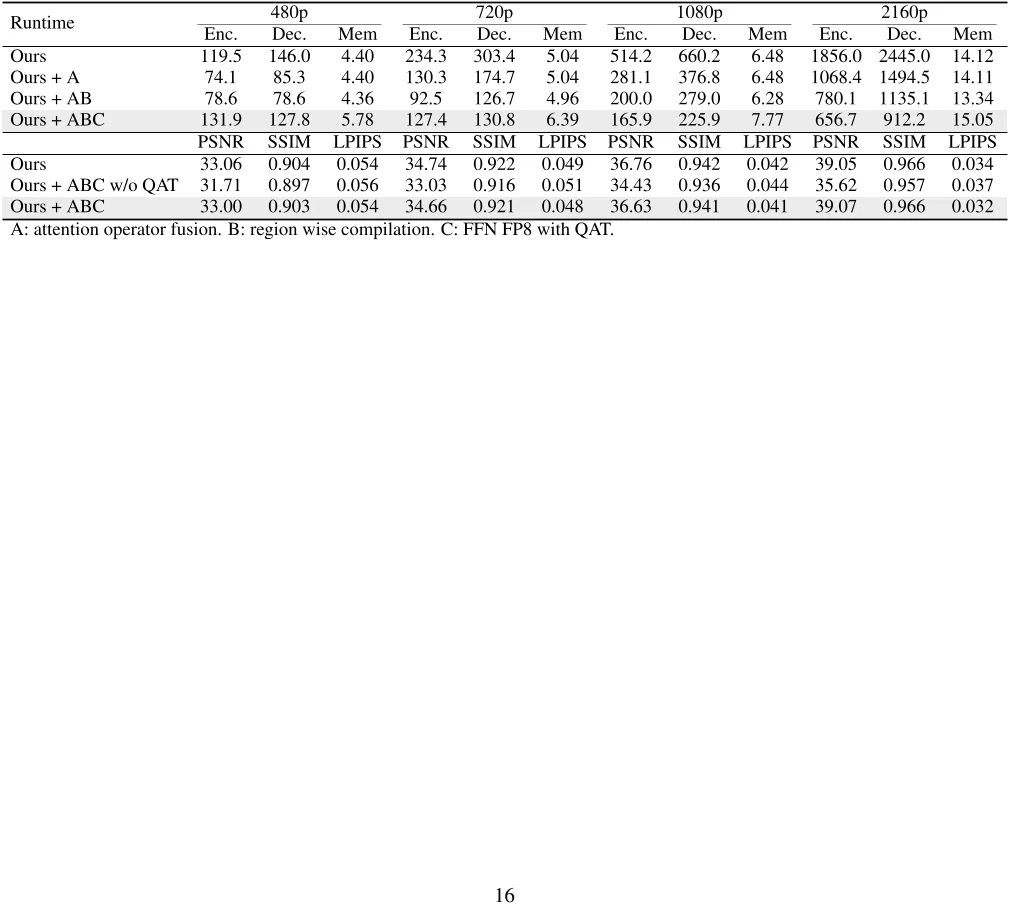 Runtime 480p 720p 1080p 2160p
Enc. Dec. Mem Enc. Dec. Mem Enc. Dec. Mem Enc. Dec. Mem
Ours 119.5 146.0 4.40 234.3 303.4 5.04 514.2 660.2 6.48 1856.0 2445.0 14.12
Ours + A 74.1 85.3 4.40 130.3 174.7 5.04 281.1 376.8 6.48 1068.4 1494.5 14.11
Ours + AB 78.6 78.6 4.36 92.5 126.7 4.96 200.0 279.0 6.28 780.1 1135.1 13.34
Ours + ABC 131.9 127.8 5.78 127.4 130.8 6.39 165.9 225.9 7.77 656.7 912.2 15.05
PSNR SSIM LPIPS PSNR SSIM LPIPS PSNR SSIM LPIPS PSNR SSIM LPIPS
Ours 33.06 0.904 0.054 34.74 0.922 0.049 36.76 0.942 0.042 39.05 0.966 0.034
Ours + ABC w/o QAT 31.71 0.897 0.056 33.03 0.916 0.051 34.43 0.936 0.044 35.62 0.957 0.037
Ours + ABC 33.00 0.903 0.054 34.66 0.921 0.048 36.63 0.941 0.041 39.07 0.966 0.032
A: attention operator fusion. B: region wise compilation. C: FFN FP8 with QAT.
16